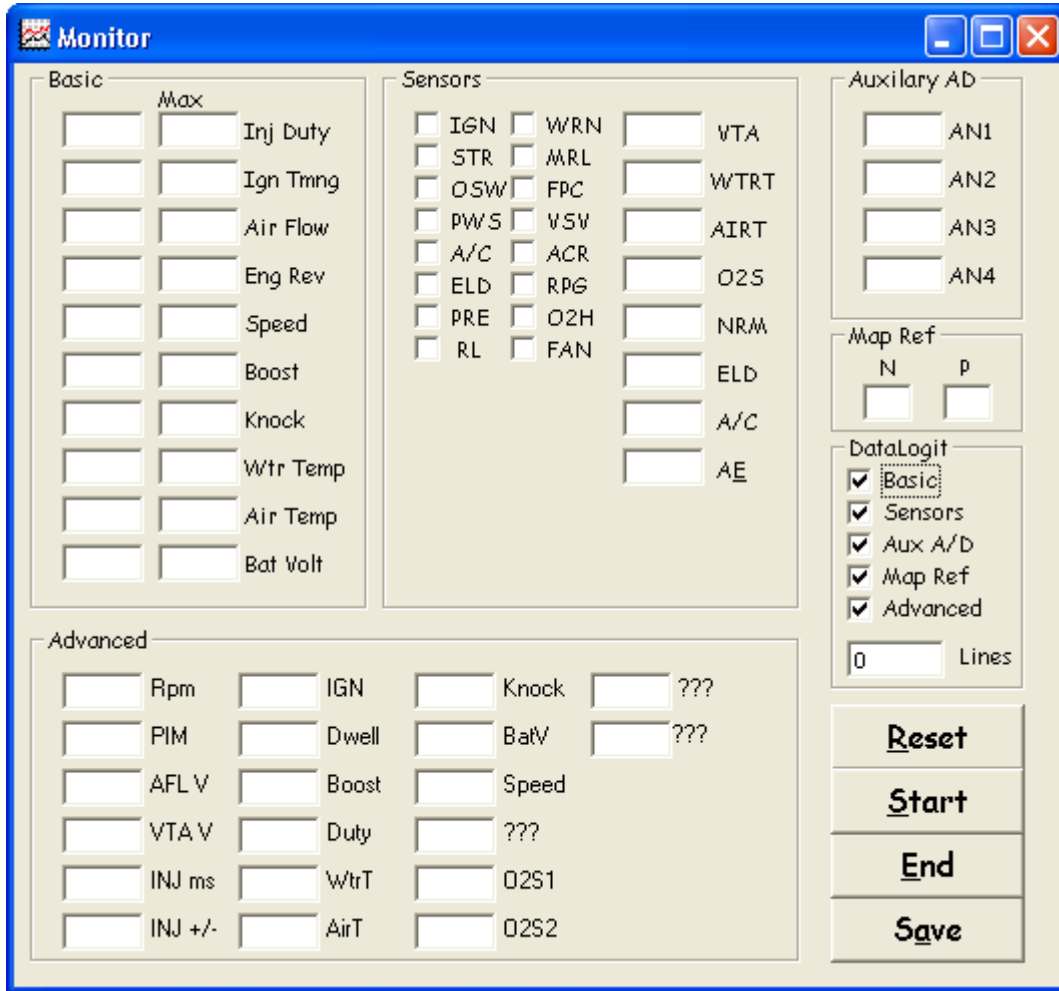 Monitor
Basic
Max
Inj Duty
Ign Tmng
Air Flow
Eng Rev
Speed
Boost
Knock
Wtr Temp
Air Temp
Bat Volt
Sensors
IGN WRN
STR MRL
OSW FPC
PWS VSV
A/C ACR
ELD RPG
PRE O2H
RL FAN
VTA
WTRT
AIRT
O2S
NRM
ELD
A/C
AE
Auxilary AD
AN1
AN2
AN3
AN4
Map Ref
N P
DataLogit
Basic
Sensors
Aux A/D
Map Ref
Advanced
0 Lines
Advanced
Rpm IGN Knock ???
PIM Dwell BatV ???
AFL V Boost Speed
VTA V Duty ???
INJ ms WtrT O2S1
INJ +/- AirT O2S2
Reset
Start
End
Save